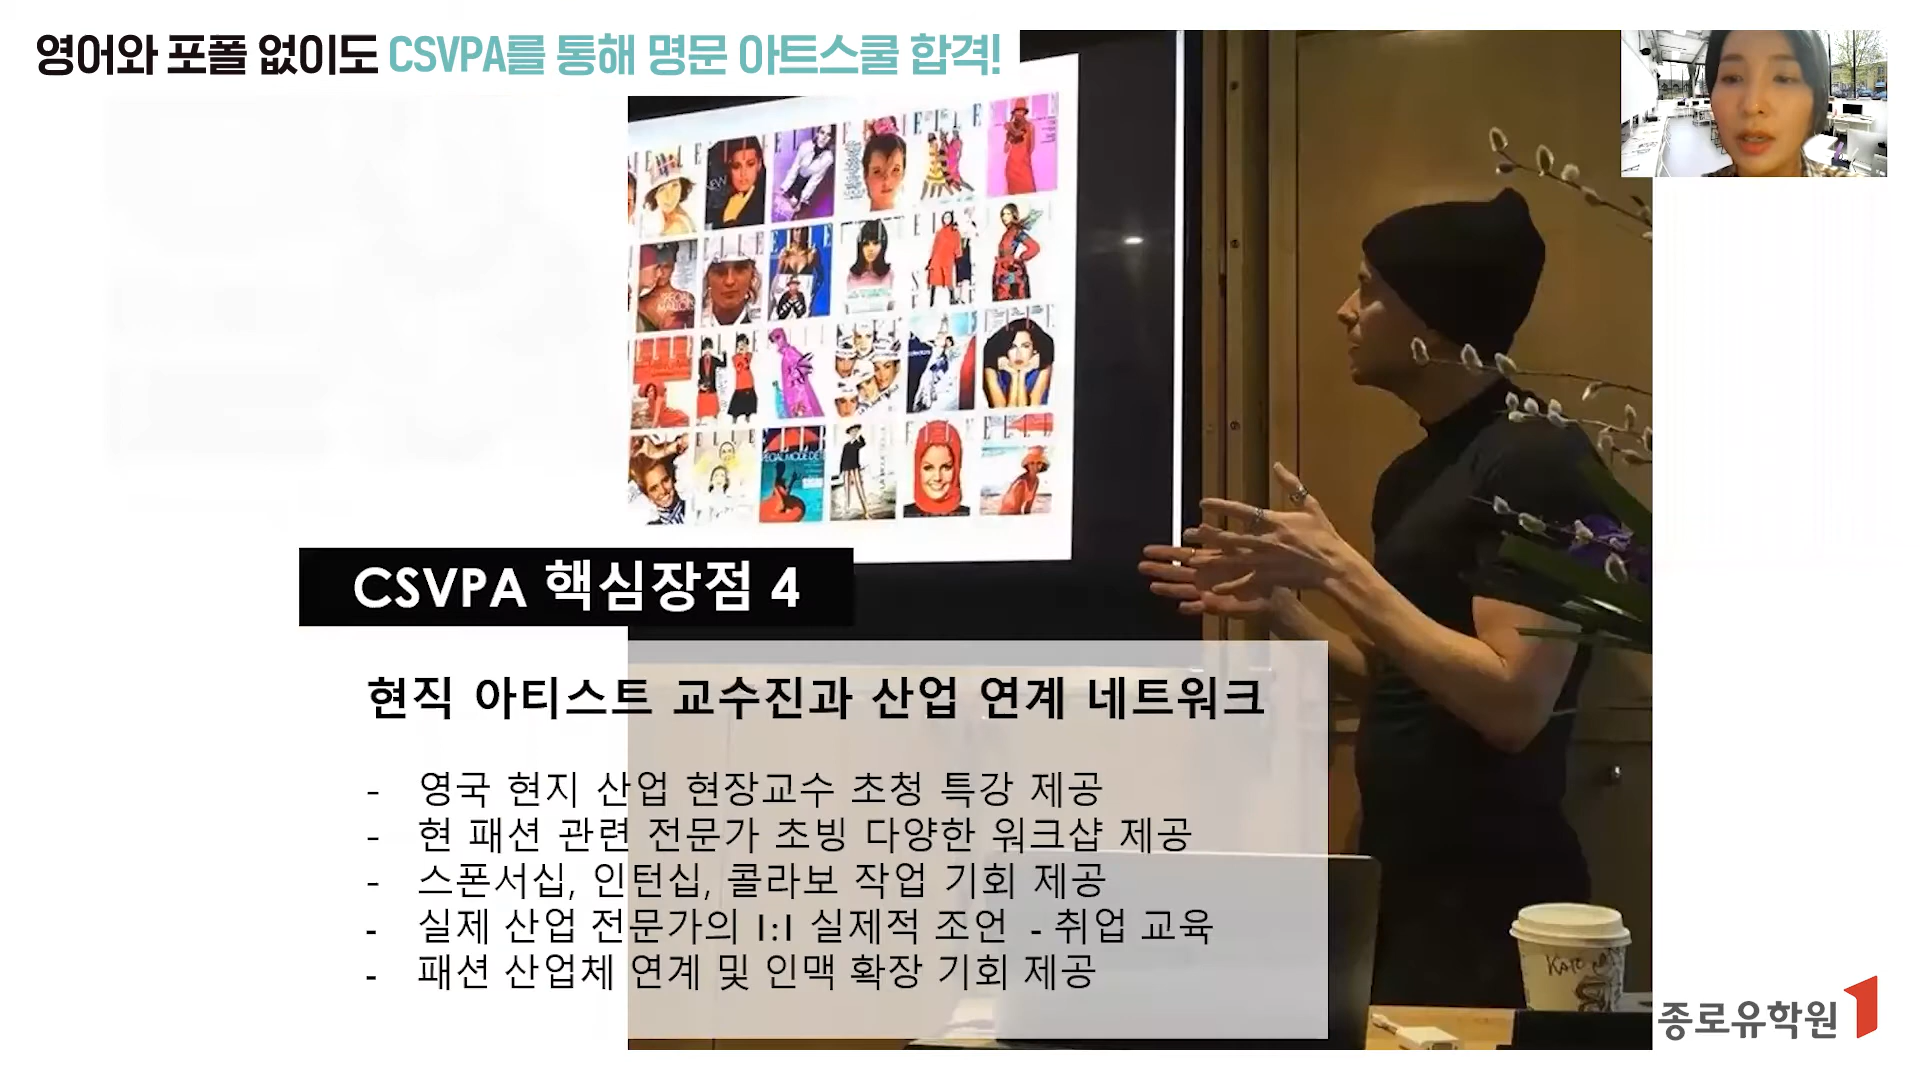 영어와 포폴 없이도 CSVPA를 통해 명문 아트스쿨 합격!
CSVPA 핵심장점 4
현직 아티스트 교수진과 산업 연계 네트워크
- 영국 현지 산업 현장교수 초청 특강 제공
- 현 패션 관련 전문가 초빙 다양한 워크샵 제공
- 스폰서십, 인턴십, 콜라보 작업 기회 제공
- 실제 산업 전문가의 1:1 실제적 조언 - 취업 교육
- 패션 산업체 연계 및 인맥 확장 기회 제공
종로유학원